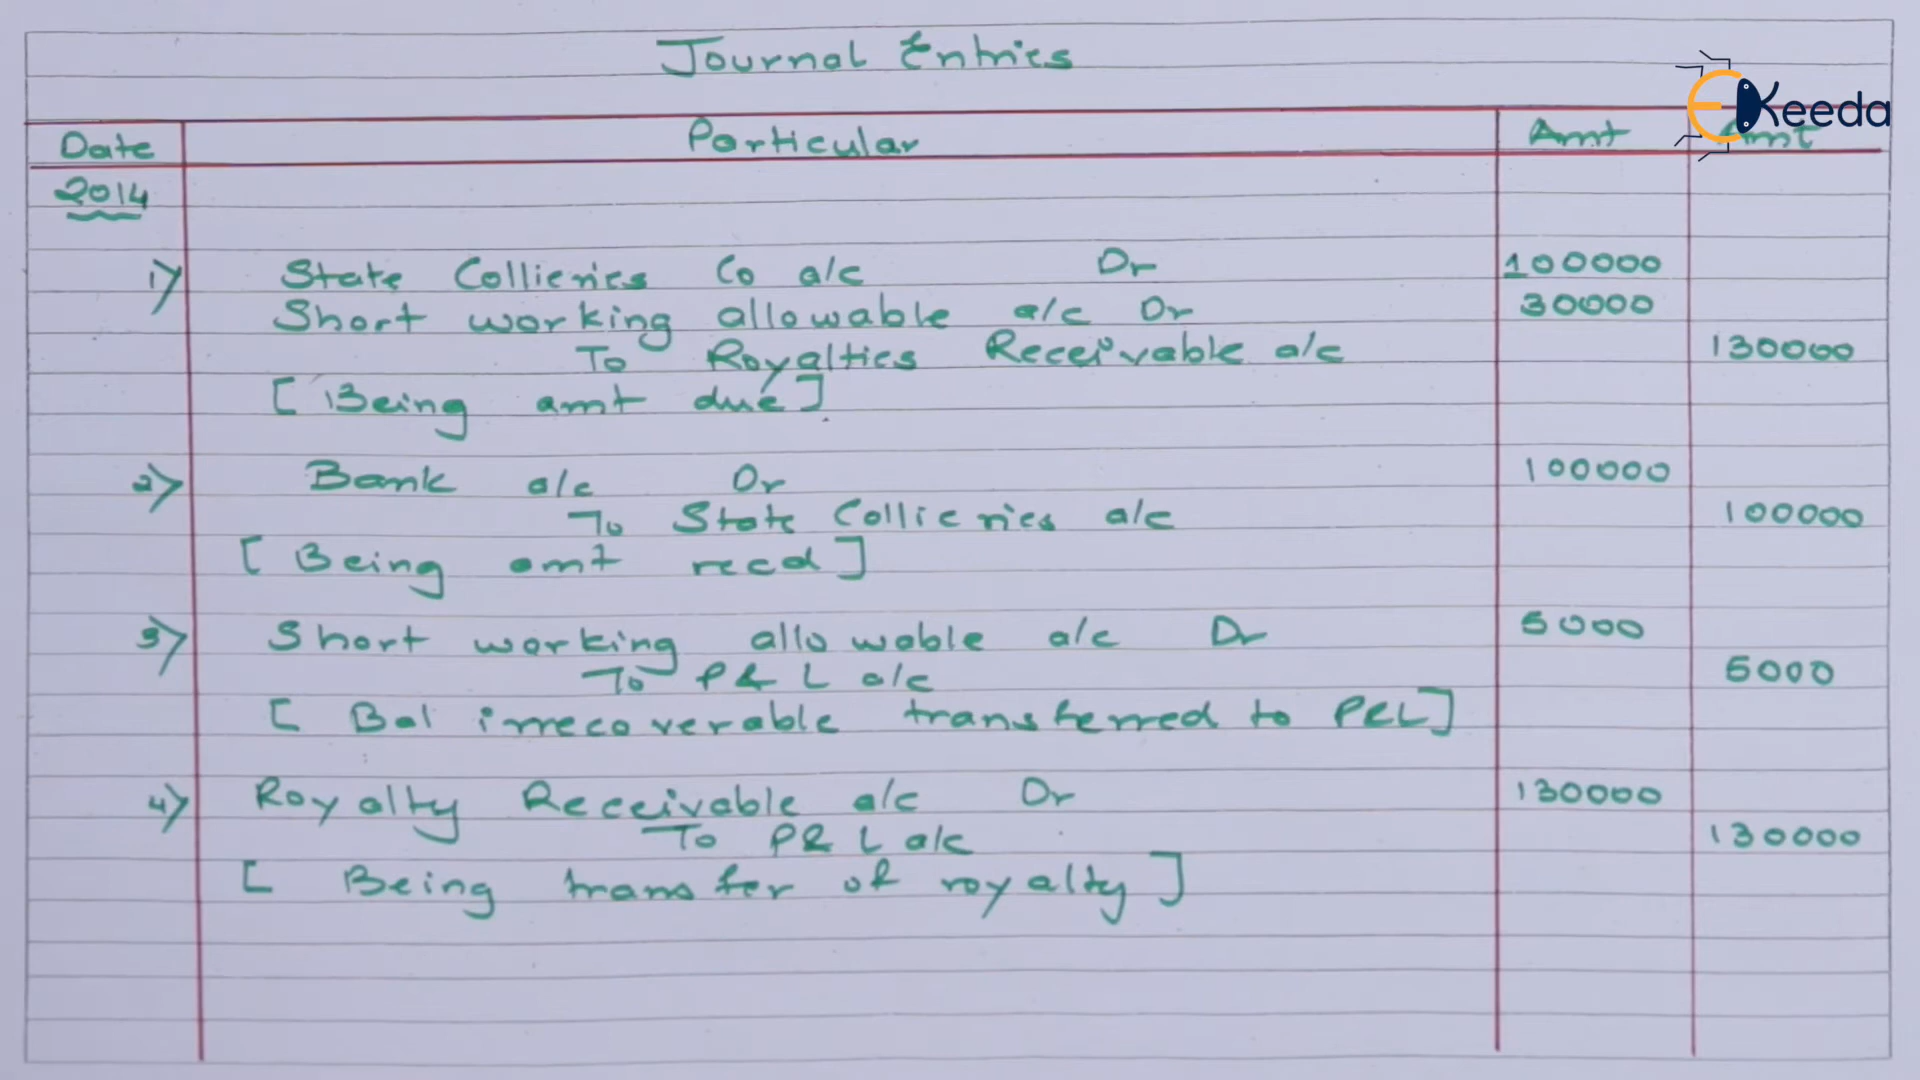 Journal Entries
EKeeda
Date Particular Amt Amt
2014
1) State Collieries Co a/c Dr 100000
Short working allowable a/c Dr 30000
To Royalties Receivable a/c 130000
[ Being amt due ]
2) Bank a/c Dr 100000
To State Collieries a/c 100000
[ Being amt recd ]
3) Short working allowable a/c Dr 5000
To P& L a/c 5000
[ Bal irrecoverable transferred to P&L ]
4) Royalty Receivable a/c Dr 130000
To P& L a/c 130000
[ Being transfer of royalty ]